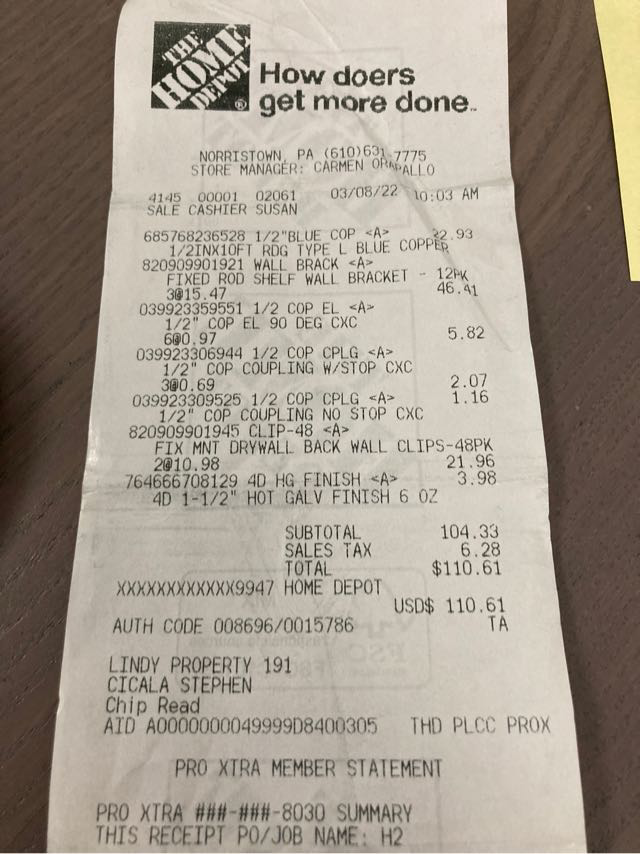 THE
HOME
DEPOT
®
How doers
get more done™
NORRISTOWN, PA (610)631 7775
STORE MANAGER: CARMEN ORAPALLO
4145 00001 02061 03/08/22 10:03 AM
SALE CASHIER SUSAN
685768236528 1/2"BLUE COP <A> 22.93
1/2INX10FT RDG TYPE L BLUE COPPER
820909901921 WALL BRACK <A>
FIXED ROD SHELF WALL BRACKET - 12PK
3@15.47 46.41
039923359551 1/2 COP EL <A>
1/2" COP EL 90 DEG CXC
6@0.97 5.82
039923306944 1/2 COP CPLG <A>
1/2" COP COUPLING W/STOP CXC
3@0.69 2.07
039923309525 1/2 COP CPLG <A> 1.16
1/2" COP COUPLING NO STOP CXC
820909901945 CLIP-48 <A>
FIX MNT DRYWALL BACK WALL CLIPS-48PK
2@10.98 21.96
764666708129 4D HG FINISH <A> 3.98
4D 1-1/2" HOT GALV FINISH 6 OZ
SUBTOTAL 104.33
SALES TAX 6.28
TOTAL $110.61
XXXXXXXXXXXX9947 HOME DEPOT
USD$ 110.61
AUTH CODE 008696/0015786 TA
LINDY PROPERTY 191
CICALA STEPHEN
Chip Read
AID A0000000049999D8400305 THD PLCC PROX
PRO XTRA MEMBER STATEMENT
PRO XTRA ###-###-8030 SUMMARY
THIS RECEIPT PO/JOB NAME: H2